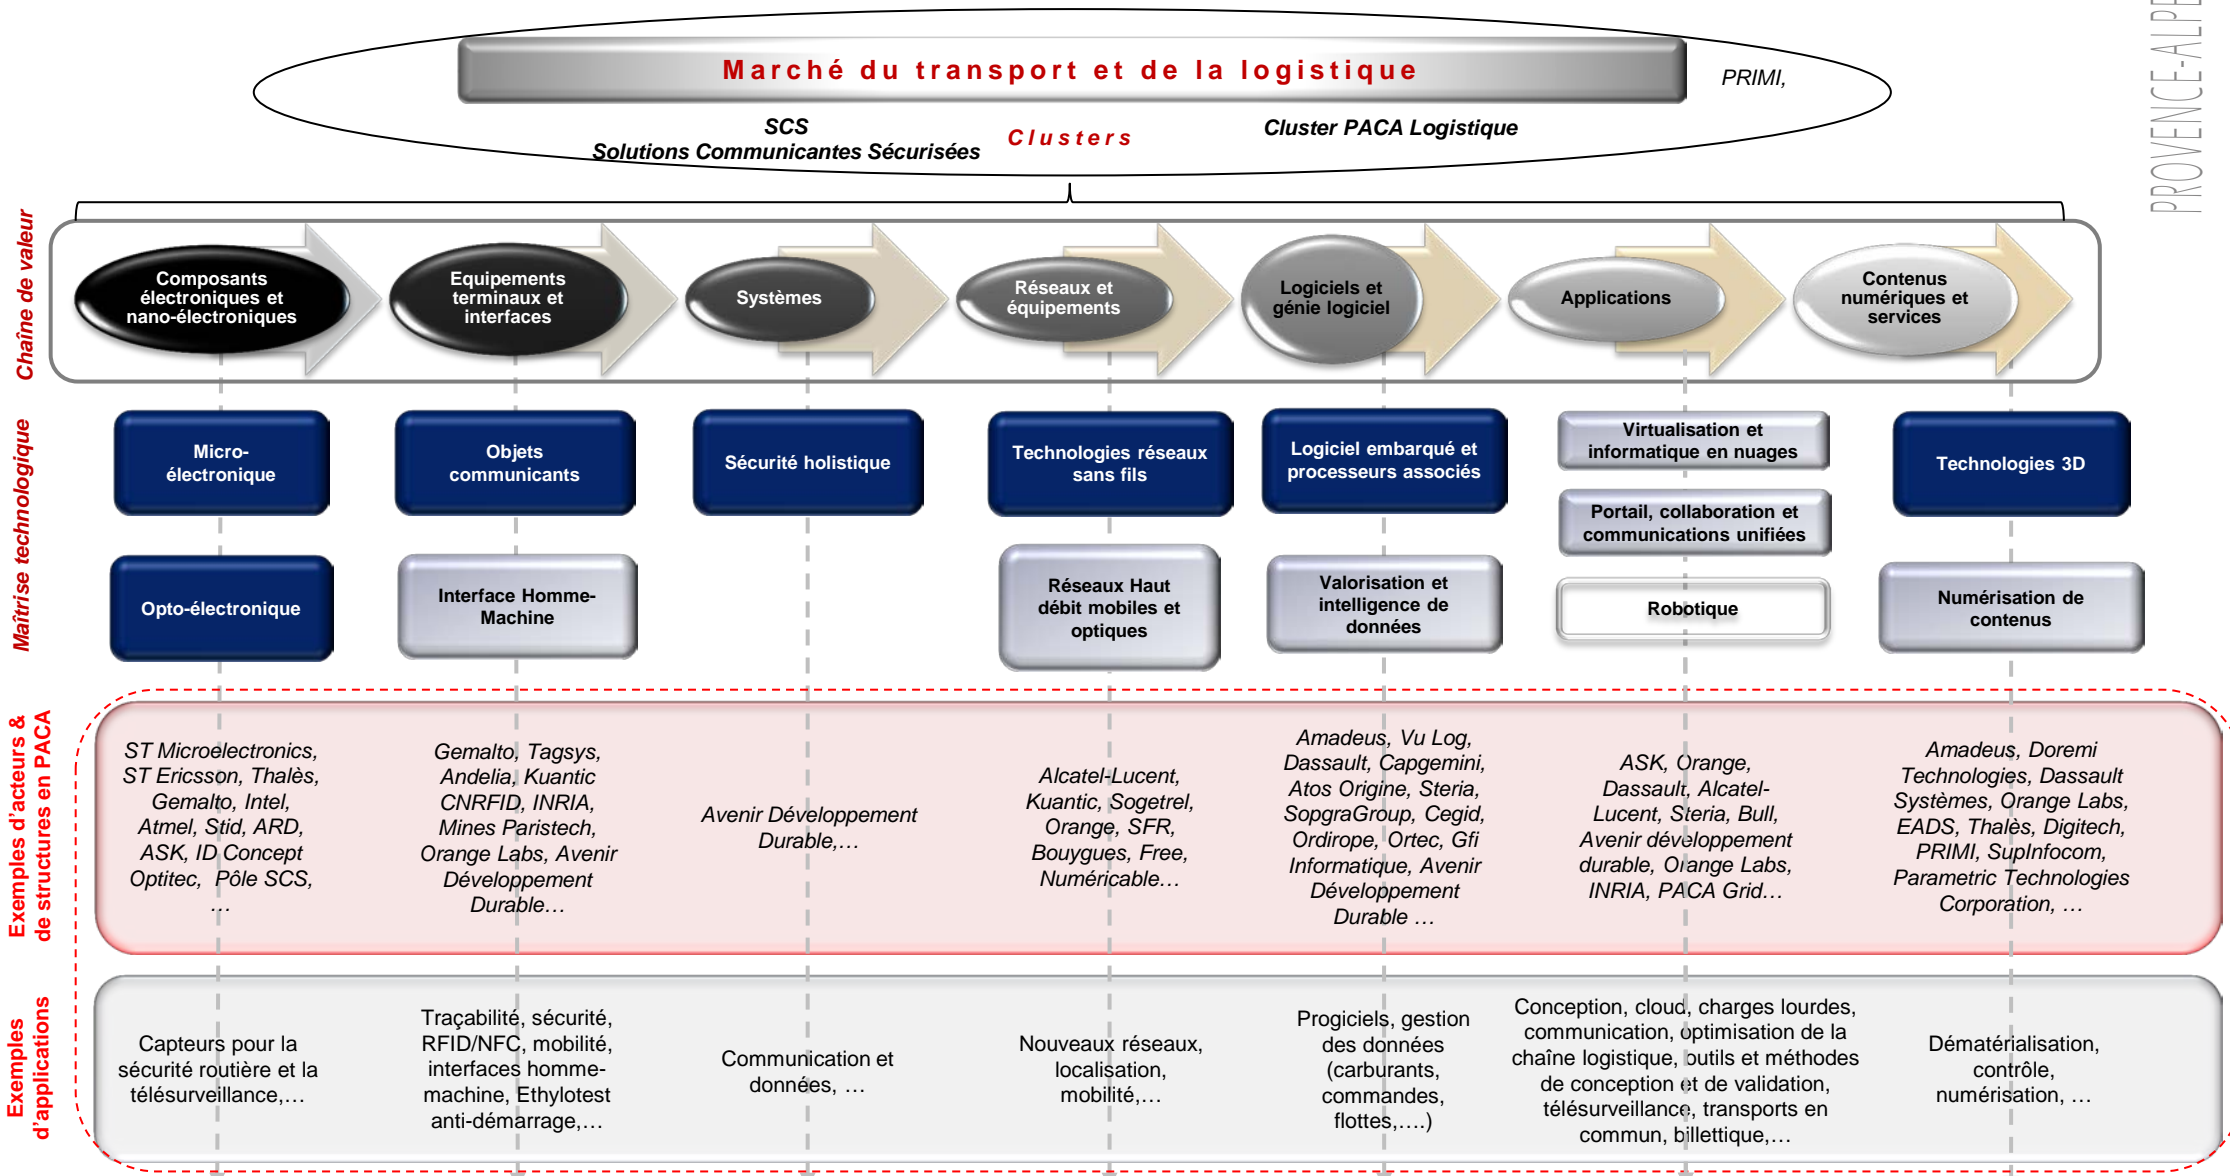 PROVENCE-ALPE
Marché du transport et de la logistique
PRIMI,
SCS
Solutions Communicantes Sécurisées
Clusters
Cluster PACA Logistique
Chaîne de valeur
Composants
électroniques et
nano-électroniques
Equipements
terminaux et
interfaces
Systèmes
Réseaux et
équipements
Logiciels et
génie logiciel
Applications
Contenus
numériques et
services
Maîtrise technologique
Micro-
électronique
Objets
communicants
Sécurité holistique
Technologies réseaux
sans fils
Logiciel embarqué et
processeurs associés
Virtualisation et
informatique en nuages
Portail, collaboration et
communications unifiées
Technologies 3D
Opto-électronique
Interface Homme-
Machine
Réseaux Haut
débit mobiles et
optiques
Valorisation et
intelligence de
données
Robotique
Numérisation de
contenus
Exemples d'acteurs &
de structures en PACA
ST Microelectronics,
ST Ericsson, Thalès,
Gemalto, Intel,
Atmel, Stid, ARD,
ASK, ID Concept
Optitec, Pôle SCS,
…
Gemalto, Tagsys,
Andelia, Kuantic
CNRFID, INRIA,
Mines Paristech,
Orange Labs, Avenir
Développement
Durable…
Avenir Développement
Durable,…
Alcatel-Lucent,
Kuantic, Sogetrel,
Orange, SFR,
Bouygues, Free,
Numéricable…
Amadeus, Vu Log,
Dassault, Capgemini,
Atos Origine, Steria,
SopgraGroup, Cegid,
Ordirope, Ortec, Gfi
Informatique, Avenir
Développement
Durable …
ASK, Orange,
Dassault, Alcatel-
Lucent, Steria, Bull,
Avenir développement
durable, Orange Labs,
INRIA, PACA Grid…
Amadeus, Doremi
Technologies, Dassault
Systèmes, Orange Labs,
EADS, Thalès, Digitech,
PRIMI, SupInfocom,
Parametric Technologies
Corporation, …
Exemples
d'applications
Capteurs pour la
sécurité routière et la
télésurveillance,…
Traçabilité, sécurité,
RFID/NFC, mobilité,
interfaces homme-
machine, Ethylotest
anti-démarrage,…
Communication et
données, …
Nouveaux réseaux,
localisation,
mobilité,…
Progiciels, gestion
des données
(carburants,
commandes,
flottes,….)
Conception, cloud, charges lourdes,
communication, optimisation de la
chaîne logistique, outils et méthodes
de conception et de validation,
télésurveillance, transports en
commun, billettique,…
Dématérialisation,
contrôle,
numérisation, …